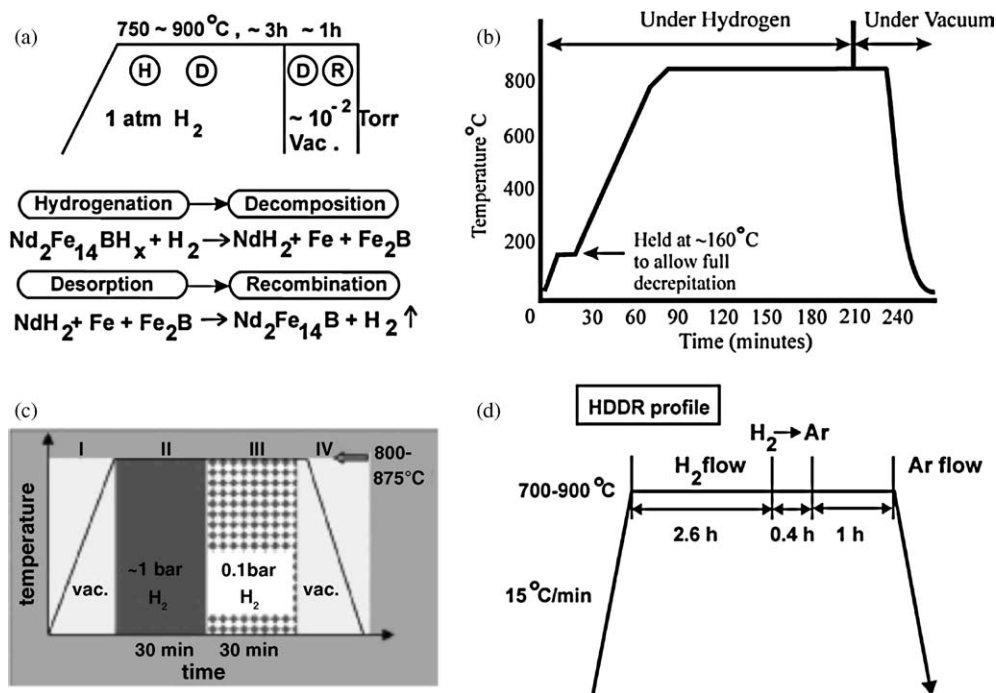 (a)
750 ~ 900°C , ~ 3h ~ 1h
H D D R
1 atm H₂
~ 10⁻² Torr
Vac .
Hydrogenation Decomposition
Nd₂Fe₁₄BHₓ + H₂ → NdH₂ + Fe + Fe₂B
Desorption Recombination
NdH₂ + Fe + Fe₂B → Nd₂Fe₁₄B + H₂ ↑
(b)
Under Hydrogen Under Vacuum
Temperature °C
800
600
400
200
Held at ~160°C
to allow full
decrepitation
0 30 60 90 120 150 180 210 240
Time (minutes)
(c)
I II III IV
800-
875°C
temperature
vac.
~1 bar
H₂
0.1bar
H₂
vac.
30 min 30 min
time
(d)
HDDR profile
H₂ → Ar
H₂ flow
Ar flow
700-900 °C
2.6 h 0.4 h 1 h
15 °C/min